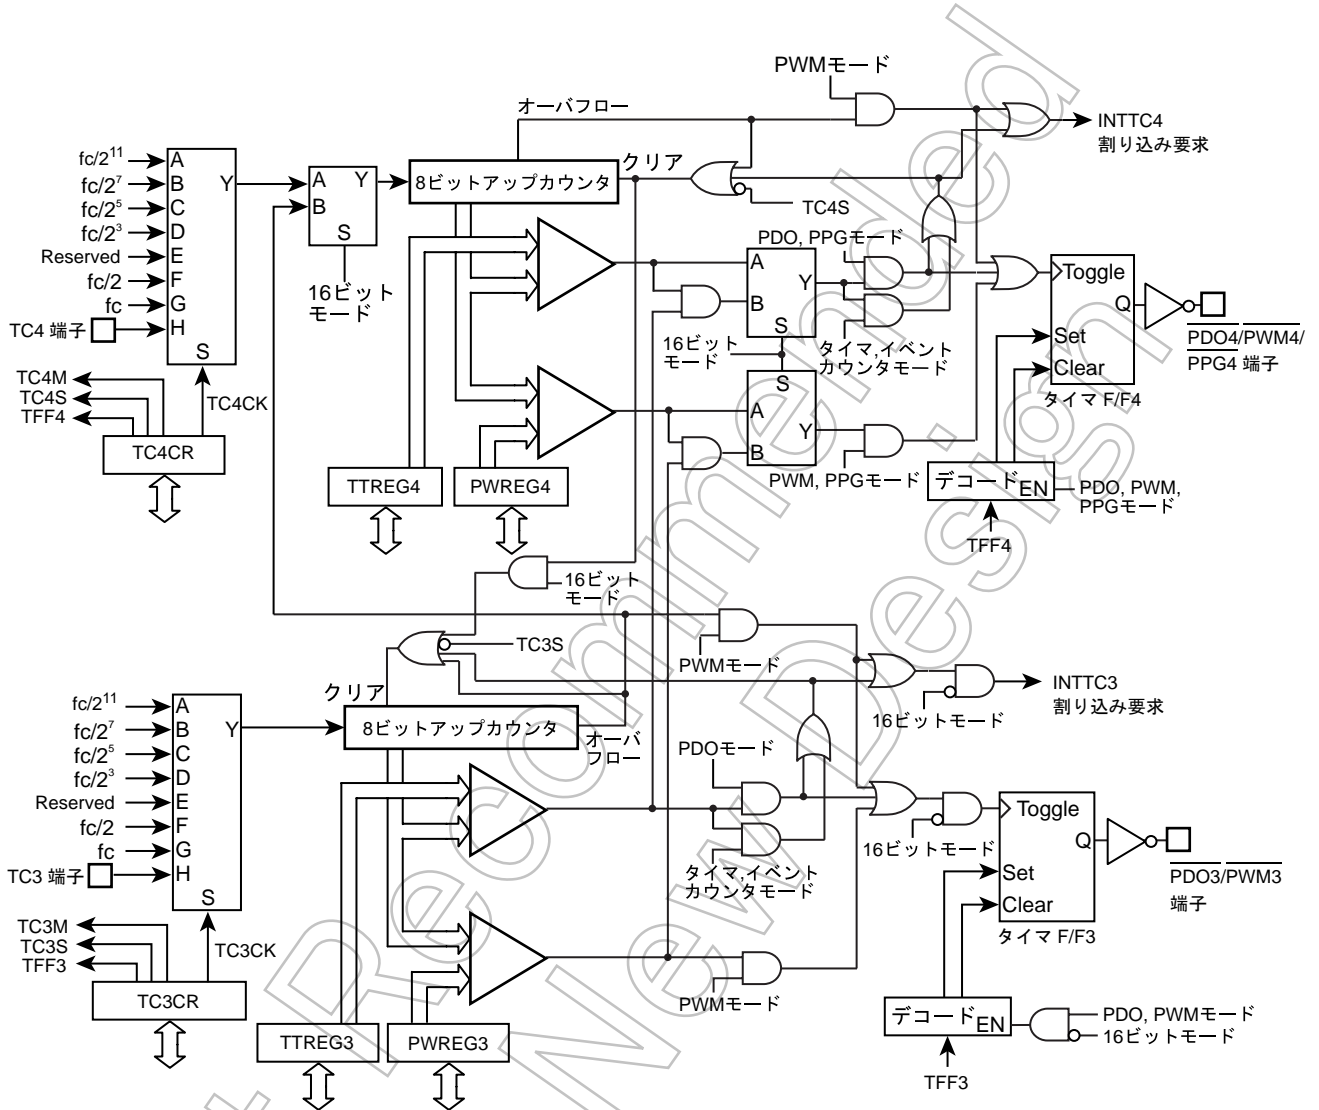 PWMモード
オーバフロー
INTTC4
割り込み要求
クリア
fc/2¹¹
fc/2⁷
fc/2⁵
fc/2³
Reserved
fc/2
fc
TC4 端子
A
B
C
D
E
F
G
H
Y
S
A
B
Y
S
8ビットアップカウンタ
16ビット
モード
TC4S
PDO, PPGモード
A
B
Y
S
16ビット
モード
タイマ,イベント
カウンタモード
Toggle
Q
Set
Clear
タイマ F/F4
PDO4/PWM4/
PPG4 端子
TC4M
TC4S
TFF4
TC4CK
TC4CR
TTREG4
PWREG4
S
A
Y
B
PWM, PPGモード
デコード
EN
PDO, PWM,
PPGモード
TFF4
16ビット
モード
TC3S
PWMモード
INTTC3
割り込み要求
16ビットモード
クリア
fc/2¹¹
fc/2⁷
fc/2⁵
fc/2³
Reserved
fc/2
fc
TC3 端子
A
B
C
D
E
F
G
H
Y
S
8ビットアップカウンタ
オーバ
フロー
PDOモード
タイマ,イベント
カウンタモード
16ビットモード
Toggle
Q
Set
Clear
タイマ F/F3
PDO3/PWM3
端子
TC3M
TC3S
TFF3
TC3CK
TC3CR
TTREG3
PWREG3
PWMモード
デコード
EN
PDO, PWMモード
16ビットモード
TFF3
Recommended
New Design